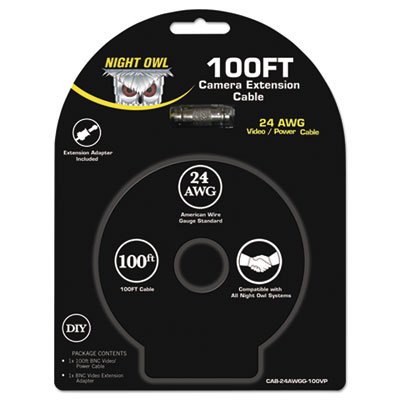 NIGHT OWL
100FT
Camera Extension
Cable
24 AWG
Video / Power Cable
Extension Adapter
Included
24
AWG
American Wire
Gauge Standard
100ft
100FT Cable
Compatible with
All Night Owl Systems
DIY
PACKAGE CONTENTS
• 1x 100ft BNC Video/
Power Cable
• 1x BNC Video Extension
Adapter
CAB-24AWGG-100VP